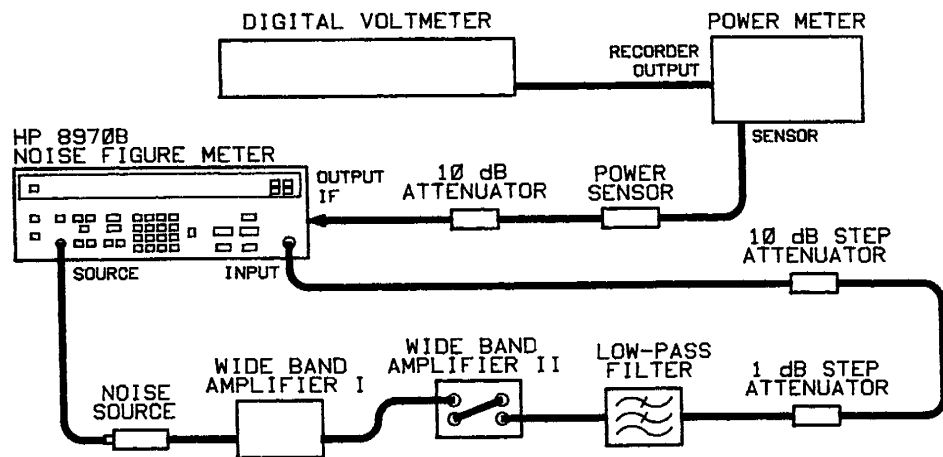 DIGITAL VOLTMETER
POWER METER
RECORDER
OUTPUT
SENSOR
HP 8970B
NOISE FIGURE METER
OUTPUT
IF
10 dB
ATTENUATOR
POWER
SENSOR
SOURCE
INPUT
10 dB STEP
ATTENUATOR
NOISE
SOURCE
WIDE BAND
AMPLIFIER I
WIDE BAND
AMPLIFIER II
LOW-PASS
FILTER
1 dB STEP
ATTENUATOR